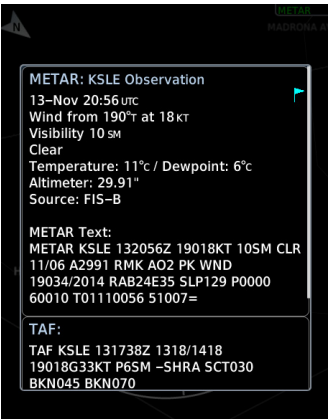 METAR
N
MADRONA
METAR: KSLE Observation
13–Nov 20:56 UTC
Wind from 190°T at 18 KT
Visibility 10 SM
Clear
Temperature: 11°c / Dewpoint: 6°c
Altimeter: 29.91"
Source: FIS–B
METAR Text:
METAR KSLE 132056Z 19018KT 10SM CLR
11/06 A2991 RMK AO2 PK WND
19034/2014 RAB24E35 SLP129 P0000
60010 T01110056 51007=
TAF:
TAF KSLE 131738Z 1318/1418
19018G33KT P6SM –SHRA SCT030
BKN045 BKN070